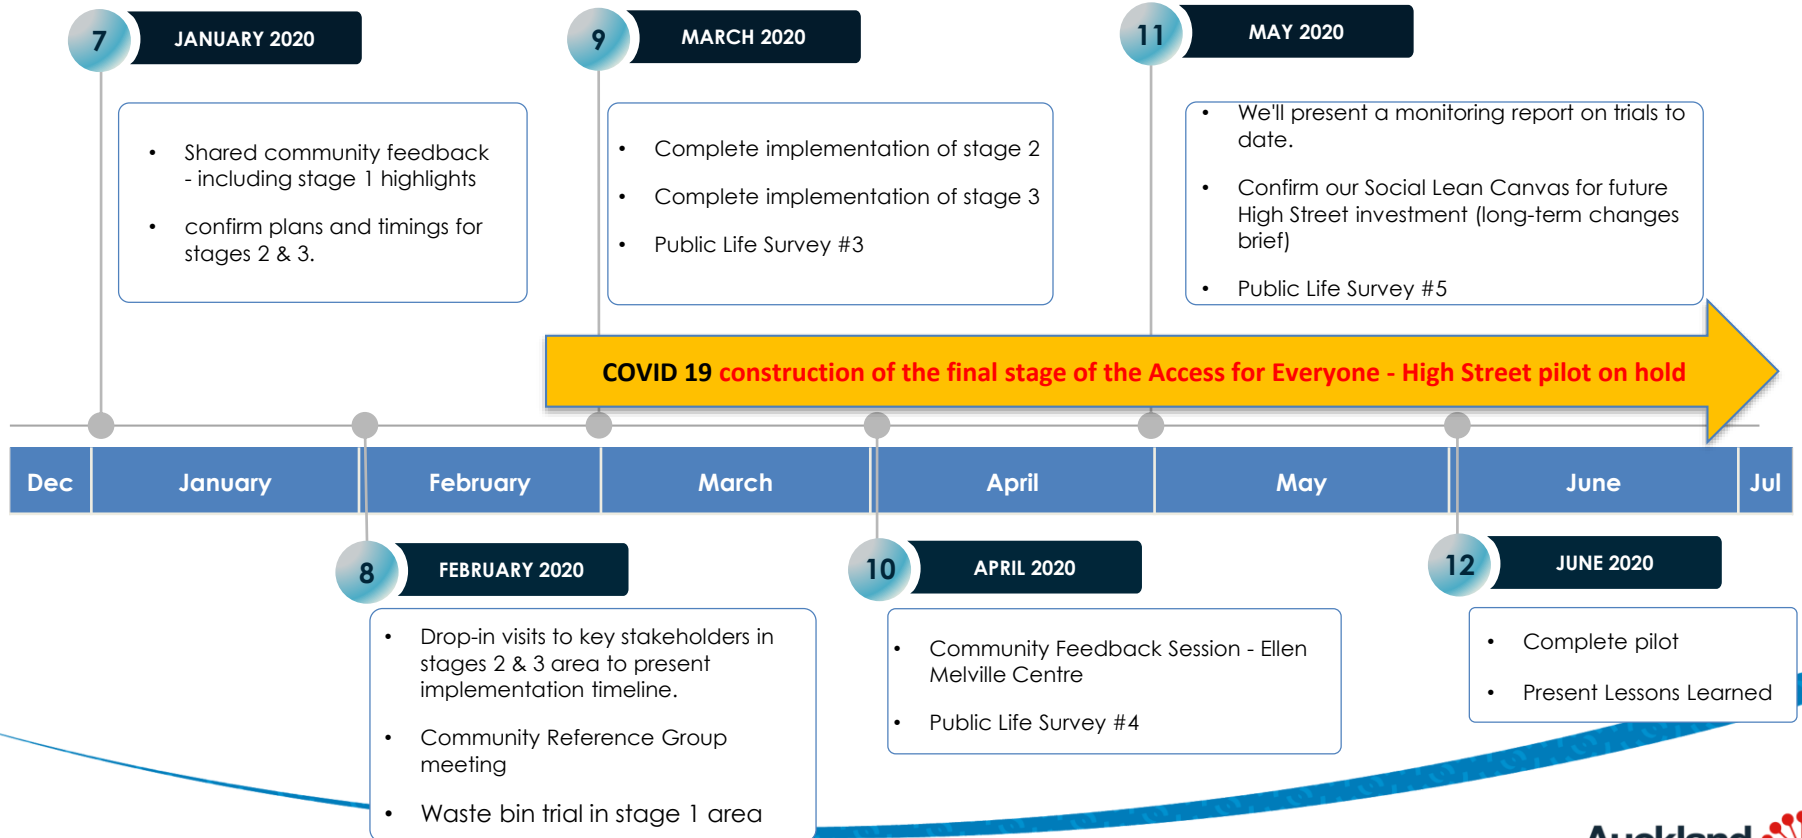 7
JANUARY 2020
9
MARCH 2020
11
MAY 2020
• Shared community feedback
- including stage 1 highlights
• confirm plans and timings for
stages 2 & 3.
• Complete implementation of stage 2
• Complete implementation of stage 3
• Public Life Survey #3
• We'll present a monitoring report on trials to
date.
• Confirm our Social Lean Canvas for future
High Street investment (long-term changes
brief)
• Public Life Survey #5
COVID 19 construction of the final stage of the Access for Everyone - High Street pilot on hold
Dec January February March April May June Jul
8
FEBRUARY 2020
10
APRIL 2020
12
JUNE 2020
• Drop-in visits to key stakeholders in
stages 2 & 3 area to present
implementation timeline.
• Community Reference Group
meeting
• Waste bin trial in stage 1 area
• Community Feedback Session - Ellen
Melville Centre
• Public Life Survey #4
• Complete pilot
• Present Lessons Learned
Auckland